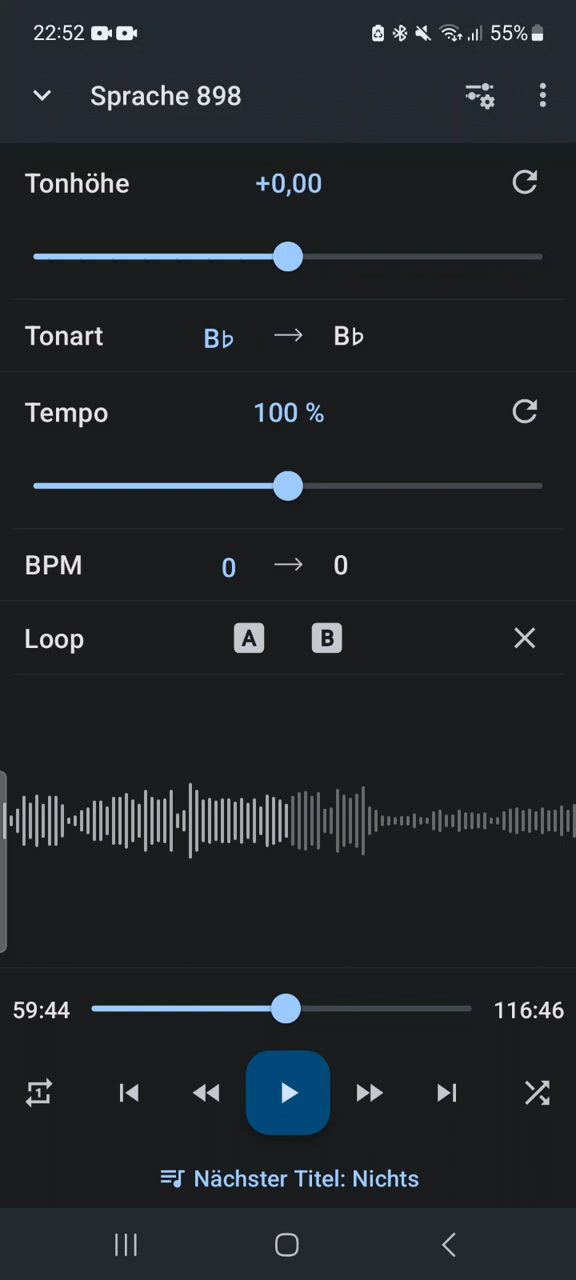 22:52 55%
Sprache 898
Tonhöhe +0,00
Tonart B♭ → B♭
Tempo 100 %
BPM 0 → 0
Loop A B
59:44 116:46
1
Nächster Titel: Nichts